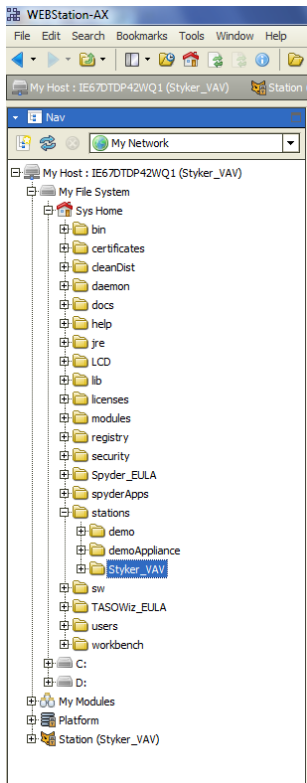 WEBStation-AX
File Edit Search Bookmarks Tools Window Help
My Host : IE67DTDP42WQ1 (Styker_VAV) Station
Nav
My Network
My Host : IE67DTDP42WQ1 (Styker_VAV)
My File System
Sys Home
bin
certificates
cleanDist
daemon
docs
help
jre
LCD
lib
licenses
modules
registry
security
Spyder_EULA
spyderApps
stations
demo
demoAppliance
Styker_VAV
sw
TASOWiz_EULA
users
workbench
C:
D:
My Modules
Platform
Station (Styker_VAV)